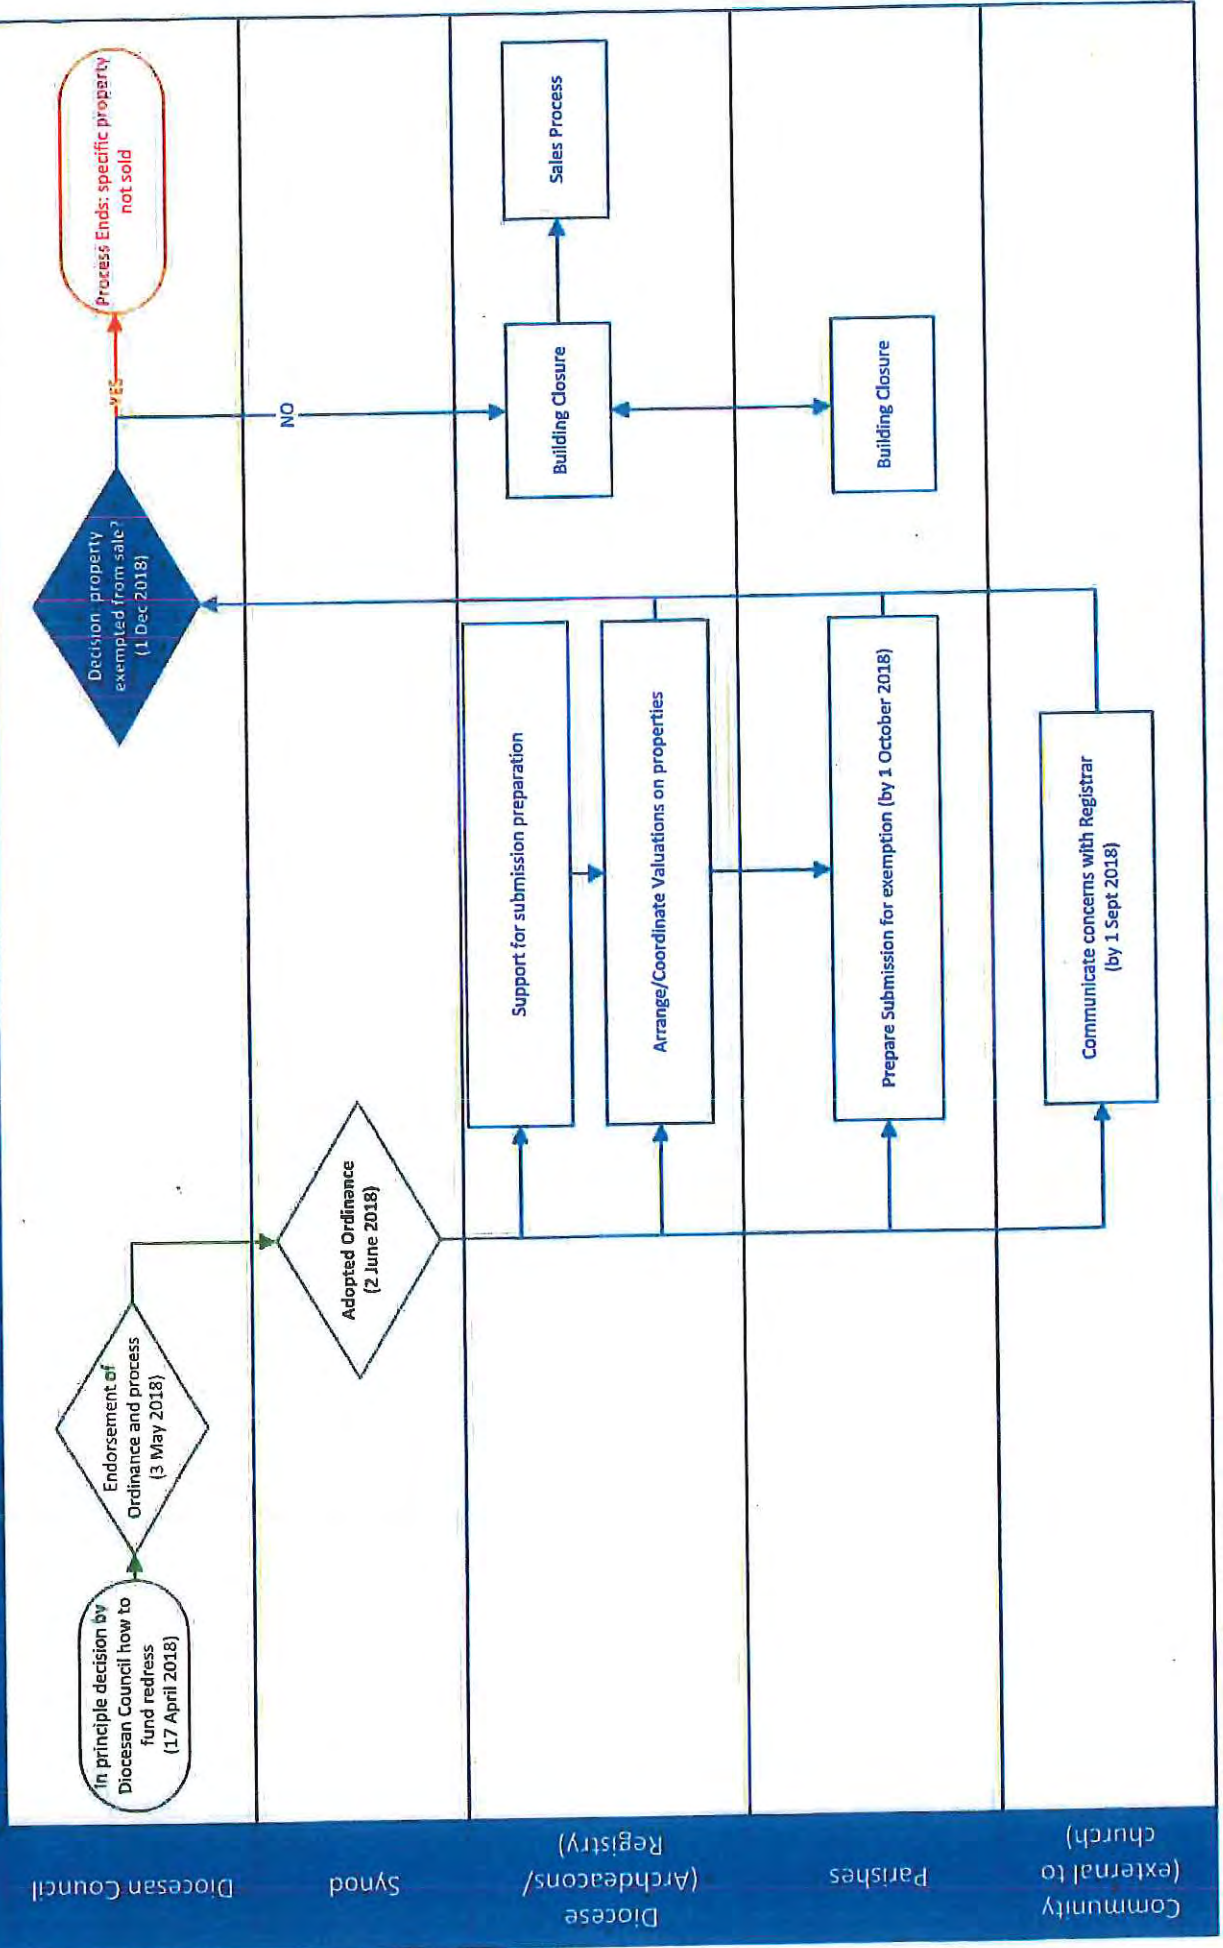 Diocesan Council
In principle decision by
Diocesan Council how to
fund redress
(17 April 2018)
Endorsement of
Ordinance and process
(3 May 2018)
Decision: property
exempted from sale?
(1 Dec 2018)
YES
Process Ends: specific property
not sold
Synod
Adopted Ordinance
(2 June 2018)
NO
Diocese
(Archdeacons/
Registry)
Support for submission preparation
Arrange/Coordinate Valuations on properties
Building Closure
Sales Process
Parishes
Prepare Submission for exemption (by 1 October 2018)
Building Closure
Community
(external to
church)
Communicate concerns with Registrar
(by 1 Sept 2018)